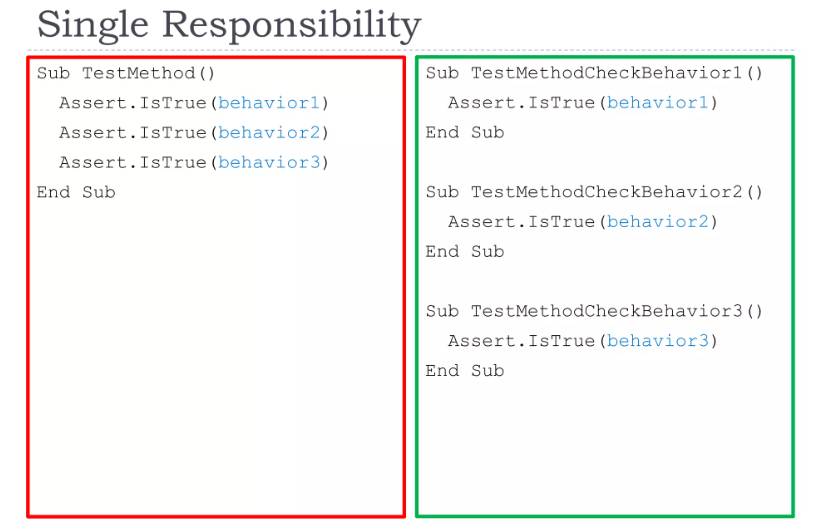 Single Responsibility
Sub TestMethod()
Assert.IsTrue(behavior1)
Assert.IsTrue(behavior2)
Assert.IsTrue(behavior3)
End Sub
Sub TestMethodCheckBehavior1()
Assert.IsTrue(behavior1)
End Sub
Sub TestMethodCheckBehavior2()
Assert.IsTrue(behavior2)
End Sub
Sub TestMethodCheckBehavior3()
Assert.IsTrue(behavior3)
End Sub